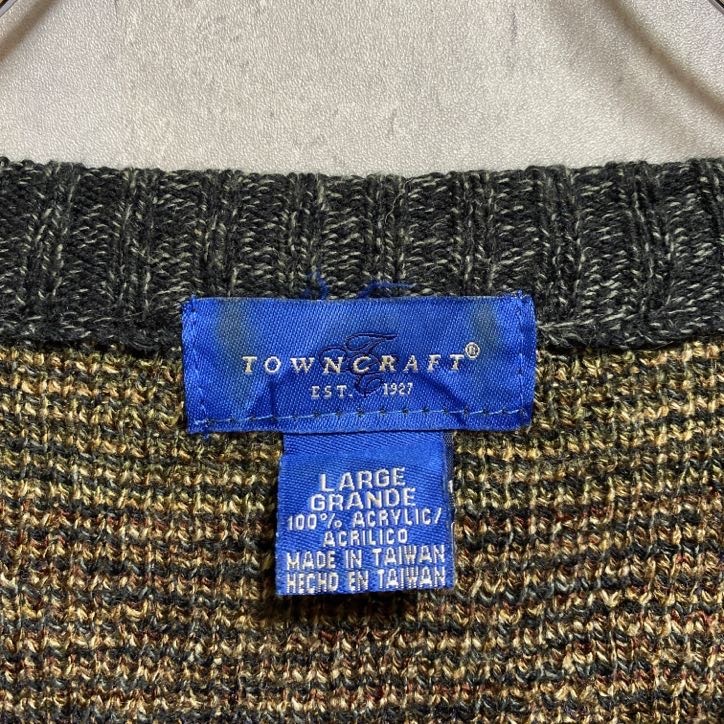 TOWNCRAFT®
EST. 1927
LARGE
GRANDE
100% ACRYLIC/
ACRILICO
MADE IN TAIWAN
HECHO EN TAIWAN